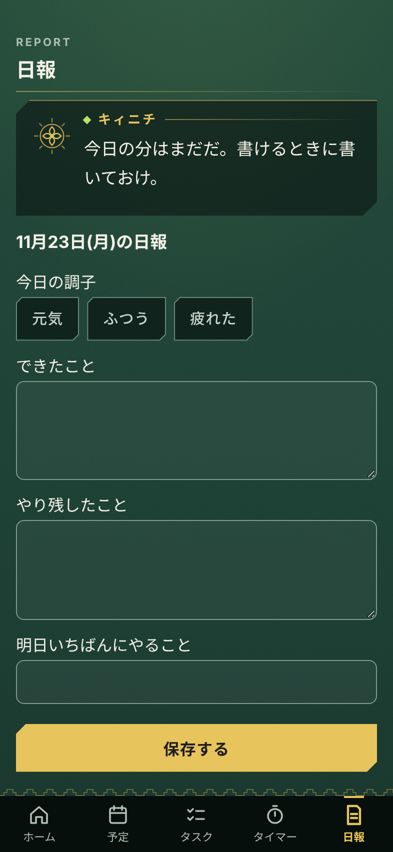 REPORT
日報
キィニチ
今日の分はまだだ。書けるときに書
いておけ。
11月23日(月)の日報
今日の調子
元気
ふつう
疲れた
できたこと
やり残したこと
明日いちばんにやること
保存する
ホーム
予定
タスク
タイマー
日報